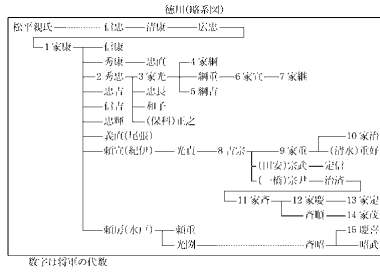 徳川(略系図)
松平親氏 信忠 清康 広忠
1家康 信康
秀康 忠直 4家綱
2秀忠 3家光 綱重 6家宣 7家継
忠吉 忠長 5綱吉
信吉 和子
忠輝 (保科)正之
義直(尾張) 10家治
頼宣(紀伊) 光貞 8吉宗 9家重 (清水)重好
(田安)宗武 定信
(一橋)宗尹 治済
11家斉 12家慶 13家定
斉順 14家茂
頼房(水戸) 頼重 15慶喜
光圀 斉昭 昭武
数字は将軍の代数